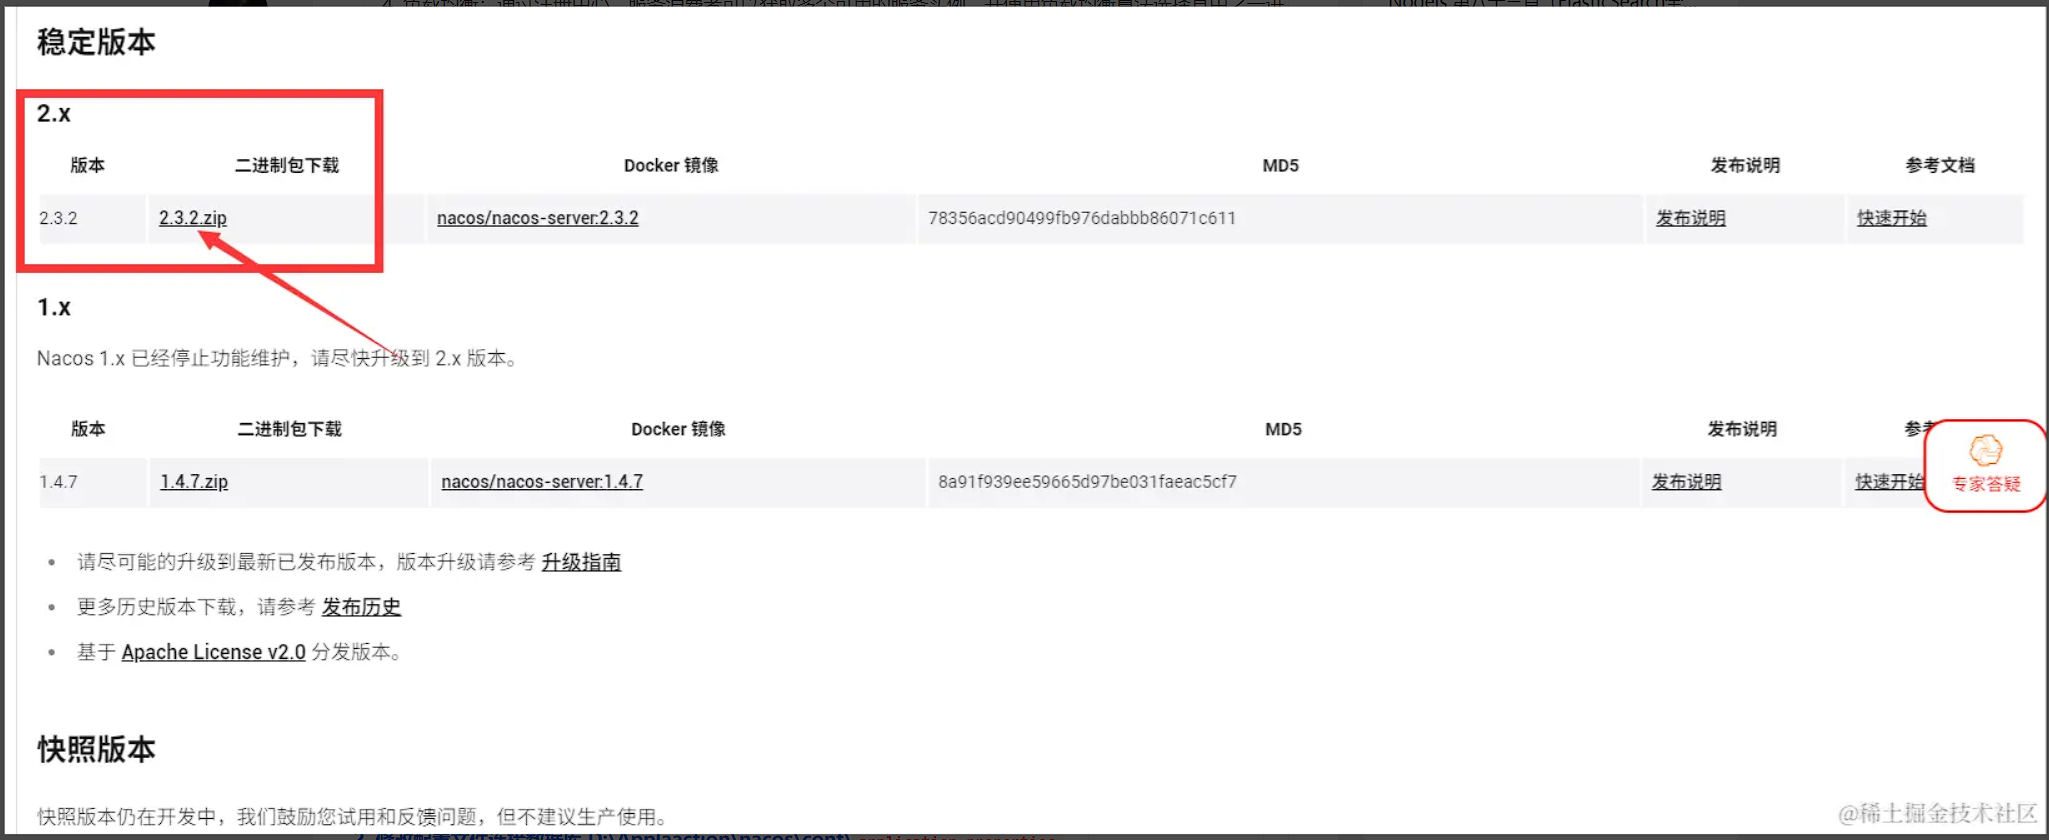 稳定版本
2.x
版本 二进制包下载 Docker 镜像 MD5 发布说明 参考文档
2.3.2 2.3.2.zip nacos/nacos-server:2.3.2 78356acd90499fb976dabbb86071c611 发布说明 快速开始
1.x
Nacos 1.x 已经停止功能维护，请尽快升级到 2.x 版本。
版本 二进制包下载 Docker 镜像 MD5 发布说明 参考
1.4.7 1.4.7.zip nacos/nacos-server:1.4.7 8a91f939ee59665d97be031faeac5cf7 发布说明 快速开始
专家答疑
请尽可能的升级到最新已发布版本，版本升级请参考 升级指南
更多历史版本下载，请参考 发布历史
基于 Apache License v2.0 分发版本。
快照版本
快照版本仍在开发中，我们鼓励您试用和反馈问题，但不建议生产使用。
@稀土掘金技术社区